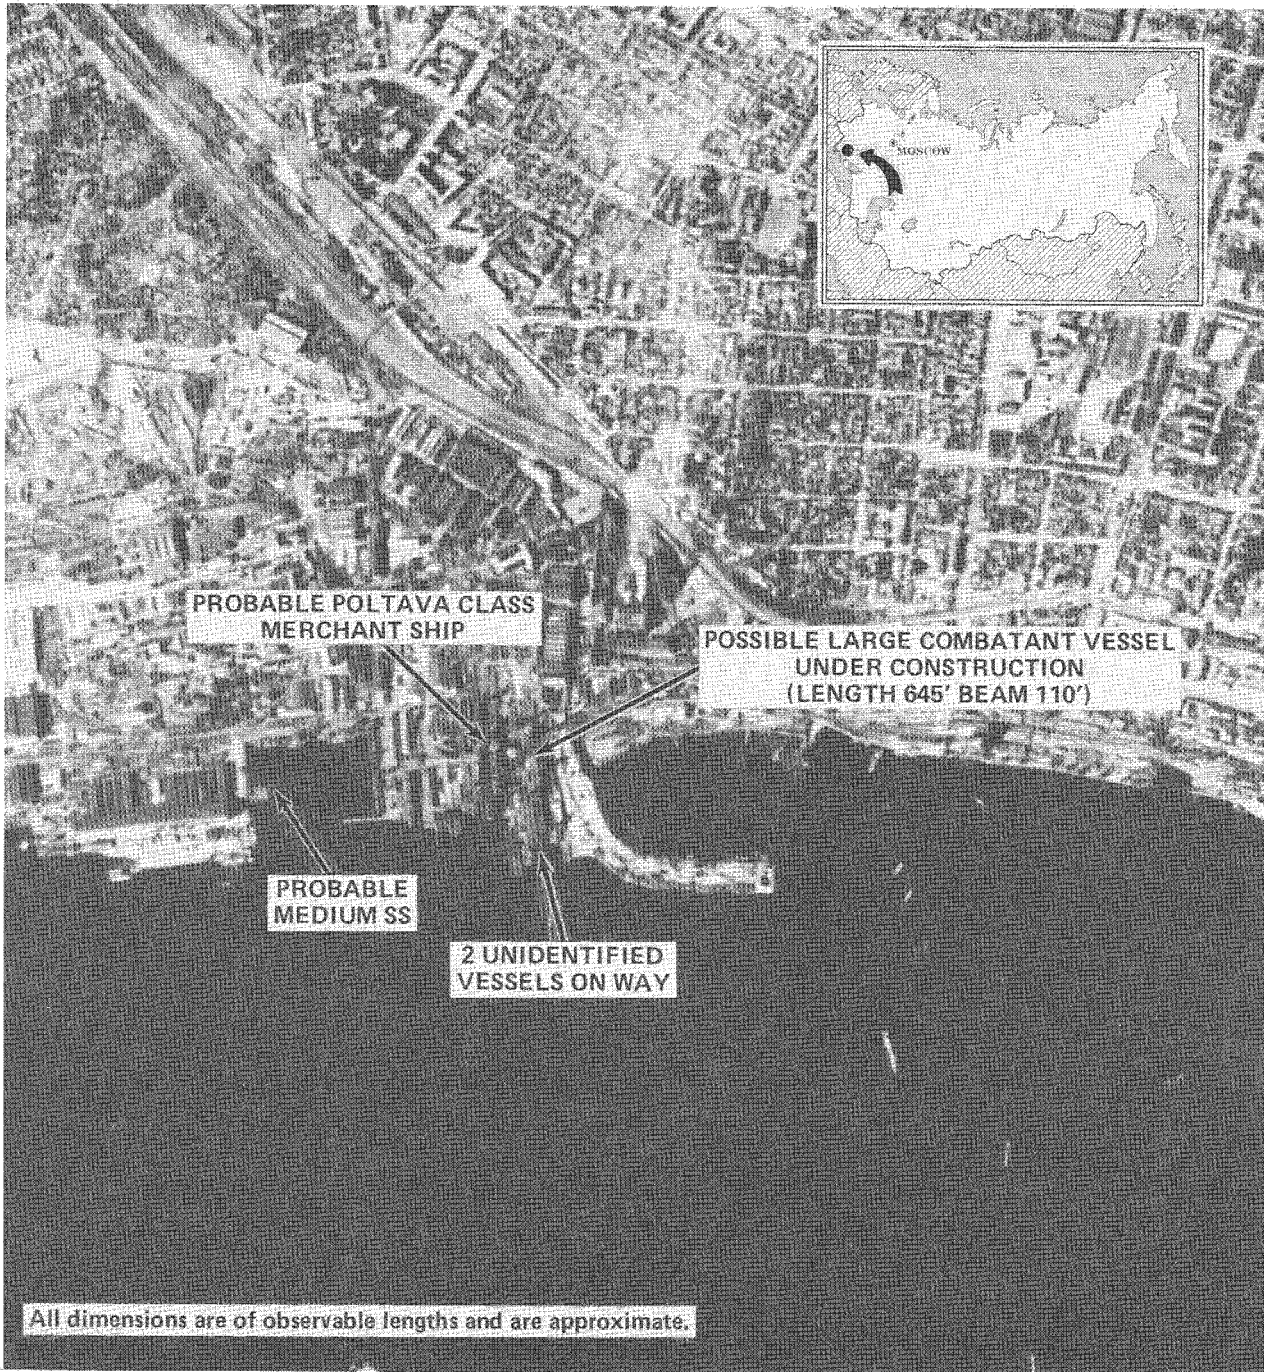 MOSCOW
PROBABLE POLTAVA CLASS
MERCHANT SHIP
POSSIBLE LARGE COMBATANT VESSEL
UNDER CONSTRUCTION
(LENGTH 645' BEAM 110')
PROBABLE
MEDIUM SS
2 UNIDENTIFIED
VESSELS ON WAY
All dimensions are of observable lengths and are approximate.